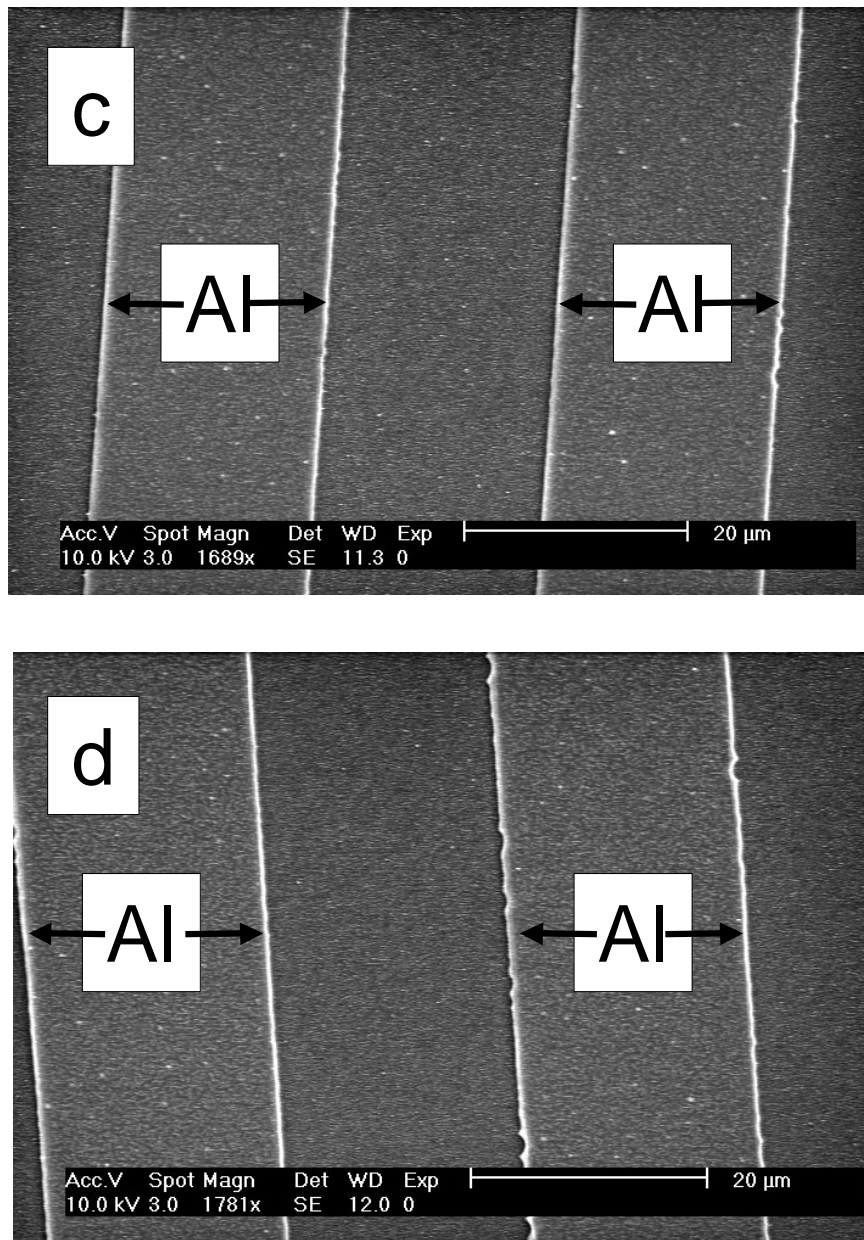 c
Al Al
Acc.V Spot Magn Det WD Exp 20 µm
10.0 kV 3.0 1689x SE 11.3 0
d
Al Al
Acc.V Spot Magn Det WD Exp 20 µm
10.0 kV 3.0 1781x SE 12.0 0